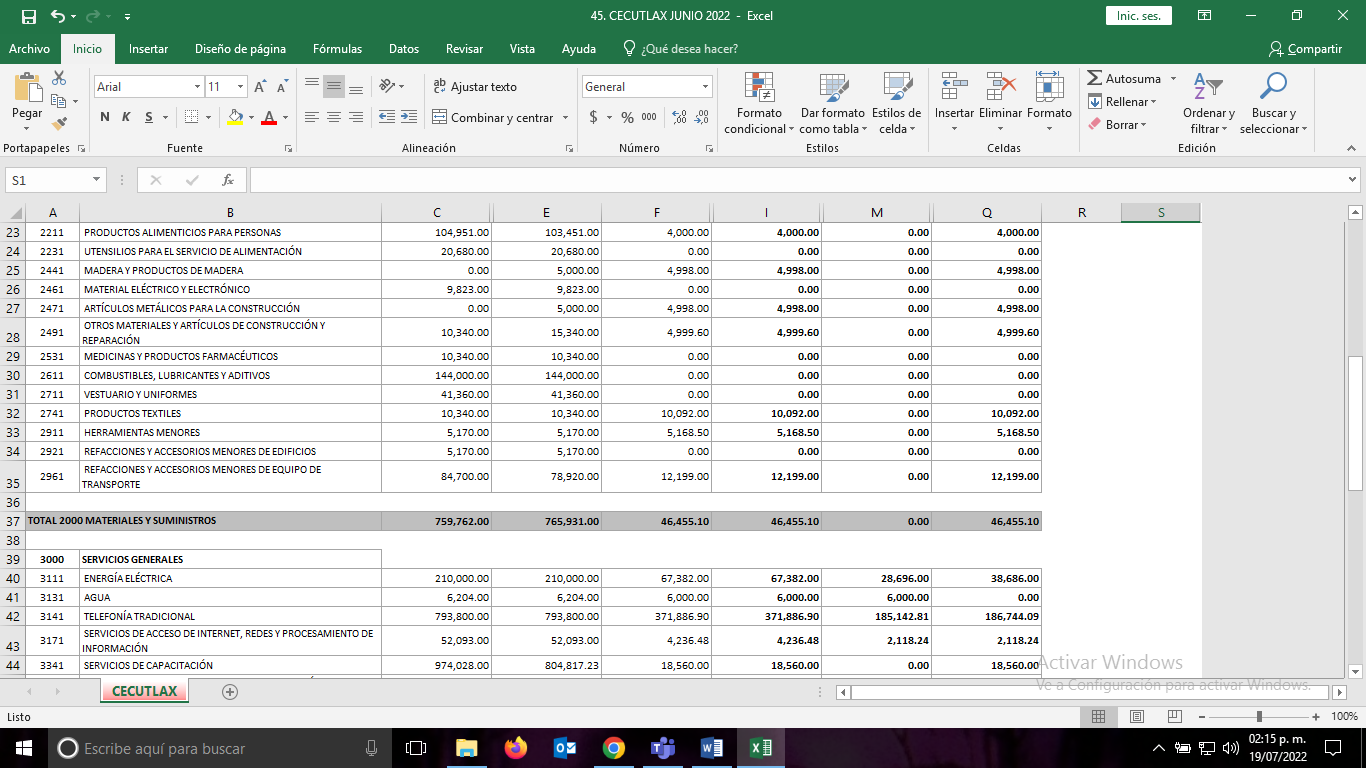 45. CECUTLAX JUNIO 2022 - Excel
Inic. ses.
Archivo Inicio Insertar Diseño de página Fórmulas Datos Revisar Vista Ayuda ¿Qué desea hacer? Compartir
Arial 11 General
Pegar
N K S
Ajustar texto
Combinar y centrar
$ % 000
Formato condicional
Dar formato como tabla
Estilos de celda
Insertar Eliminar Formato
Autosuma
Rellenar
Borrar
Ordenar y filtrar
Buscar y seleccionar
Portapapeles Fuente Alineación Número Estilos Celdas Edición
S1 fx
A B C E F I M Q R S
23 2211 PRODUCTOS ALIMENTICIOS PARA PERSONAS 104,951.00 103,451.00 4,000.00 4,000.00 0.00 4,000.00
24 2231 UTENSILIOS PARA EL SERVICIO DE ALIMENTACIÓN 20,680.00 20,680.00 0.00 0.00 0.00 0.00
25 2441 MADERA Y PRODUCTOS DE MADERA 0.00 5,000.00 4,998.00 4,998.00 0.00 4,998.00
26 2461 MATERIAL ELÉCTRICO Y ELECTRÓNICO 9,823.00 9,823.00 0.00 0.00 0.00 0.00
27 2471 ARTÍCULOS METÁLICOS PARA LA CONSTRUCCIÓN 0.00 5,000.00 4,998.00 4,998.00 0.00 4,998.00
28 2491 OTROS MATERIALES Y ARTÍCULOS DE CONSTRUCCIÓN Y
REPARACIÓN 10,340.00 15,340.00 4,999.60 4,999.60 0.00 4,999.60
29 2531 MEDICINAS Y PRODUCTOS FARMACÉUTICOS 10,340.00 10,340.00 0.00 0.00 0.00 0.00
30 2611 COMBUSTIBLES, LUBRICANTES Y ADITIVOS 144,000.00 144,000.00 0.00 0.00 0.00 0.00
31 2711 VESTUARIO Y UNIFORMES 41,360.00 41,360.00 0.00 0.00 0.00 0.00
32 2741 PRODUCTOS TEXTILES 10,340.00 10,340.00 10,092.00 10,092.00 0.00 10,092.00
33 2911 HERRAMIENTAS MENORES 5,170.00 5,170.00 5,168.50 5,168.50 0.00 5,168.50
34 2921 REFACCIONES Y ACCESORIOS MENORES DE EDIFICIOS 5,170.00 5,170.00 0.00 0.00 0.00 0.00
35 2961 REFACCIONES Y ACCESORIOS MENORES DE EQUIPO DE
TRANSPORTE 84,700.00 78,920.00 12,199.00 12,199.00 0.00 12,199.00
36
37 TOTAL 2000 MATERIALES Y SUMINISTROS 759,762.00 765,931.00 46,455.10 46,455.10 0.00 46,455.10
38
39 3000 SERVICIOS GENERALES
40 3111 ENERGÍA ELÉCTRICA 210,000.00 210,000.00 67,382.00 67,382.00 28,696.00 38,686.00
41 3131 AGUA 6,204.00 6,204.00 6,000.00 6,000.00 6,000.00 0.00
42 3141 TELEFONÍA TRADICIONAL 793,800.00 793,800.00 371,886.90 371,886.90 185,142.81 186,744.09
43 3171 SERVICIOS DE ACCESO DE INTERNET, REDES Y PROCESAMIENTO DE
INFORMACIÓN 52,093.00 52,093.00 4,236.48 4,236.48 2,118.24 2,118.24
44 3341 SERVICIOS DE CAPACITACIÓN 974,028.00 804,817.23 18,560.00 18,560.00 0.00 18,560.00
Activar Windows
Ve a Configuración para activar Windows.
CECUTLAX
Listo 100%
Escribe aquí para buscar
02:15 p. m.
19/07/2022